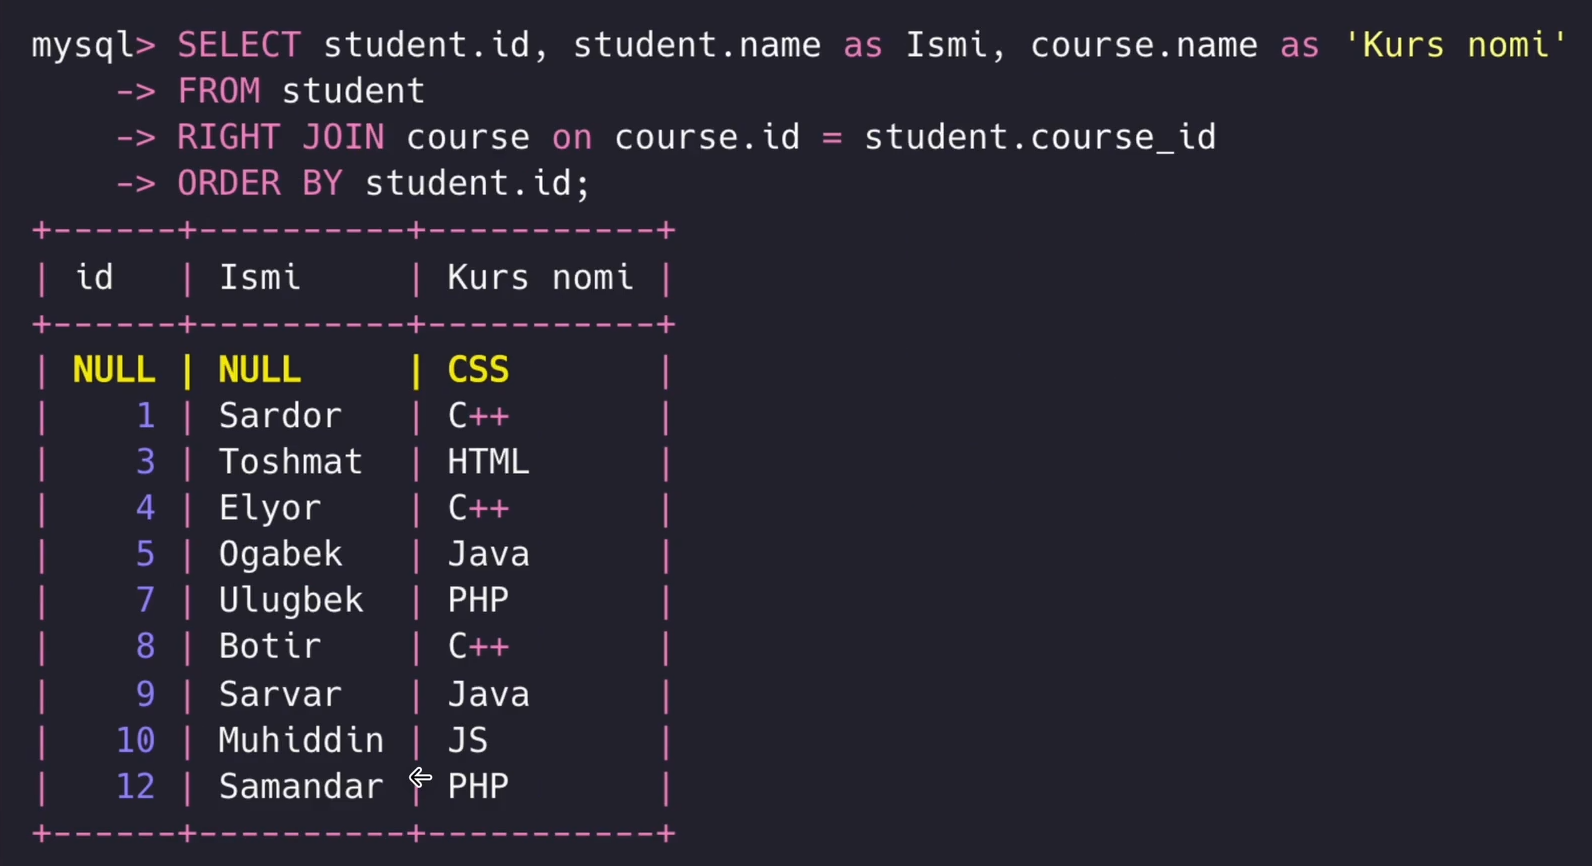 mysql> SELECT student.id, student.name as Ismi, course.name as 'Kurs nomi'
    -> FROM student
    -> RIGHT JOIN course on course.id = student.course_id
    -> ORDER BY student.id;
+------+----------+-----------+
| id   | Ismi     | Kurs nomi |
+------+----------+-----------+
| NULL | NULL     | CSS       |
|    1 | Sardor   | C++       |
|    3 | Toshmat  | HTML      |
|    4 | Elyor    | C++       |
|    5 | Ogabek   | Java      |
|    7 | Ulugbek  | PHP       |
|    8 | Botir    | C++       |
|    9 | Sarvar   | Java      |
|   10 | Muhiddin | JS        |
|   12 | Samandar | PHP       |
+------+----------+-----------+